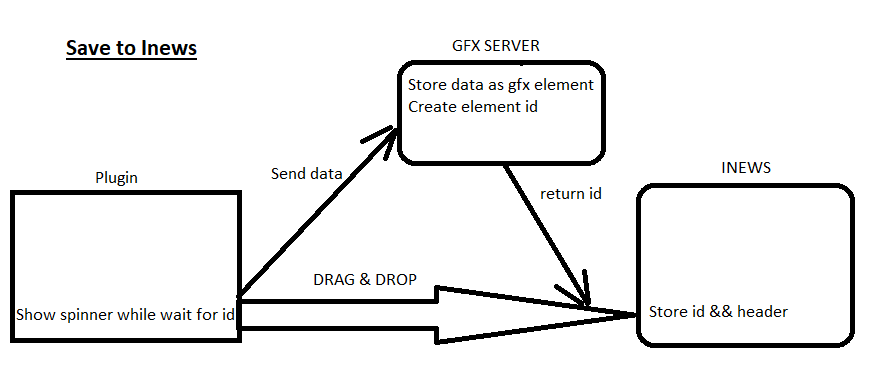 Save to Inews
GFX SERVER
Store data as gfx element
Create element id
Send data
Plugin
INEWS
return id
DRAG & DROP
Show spinner while wait for id
Store id && header